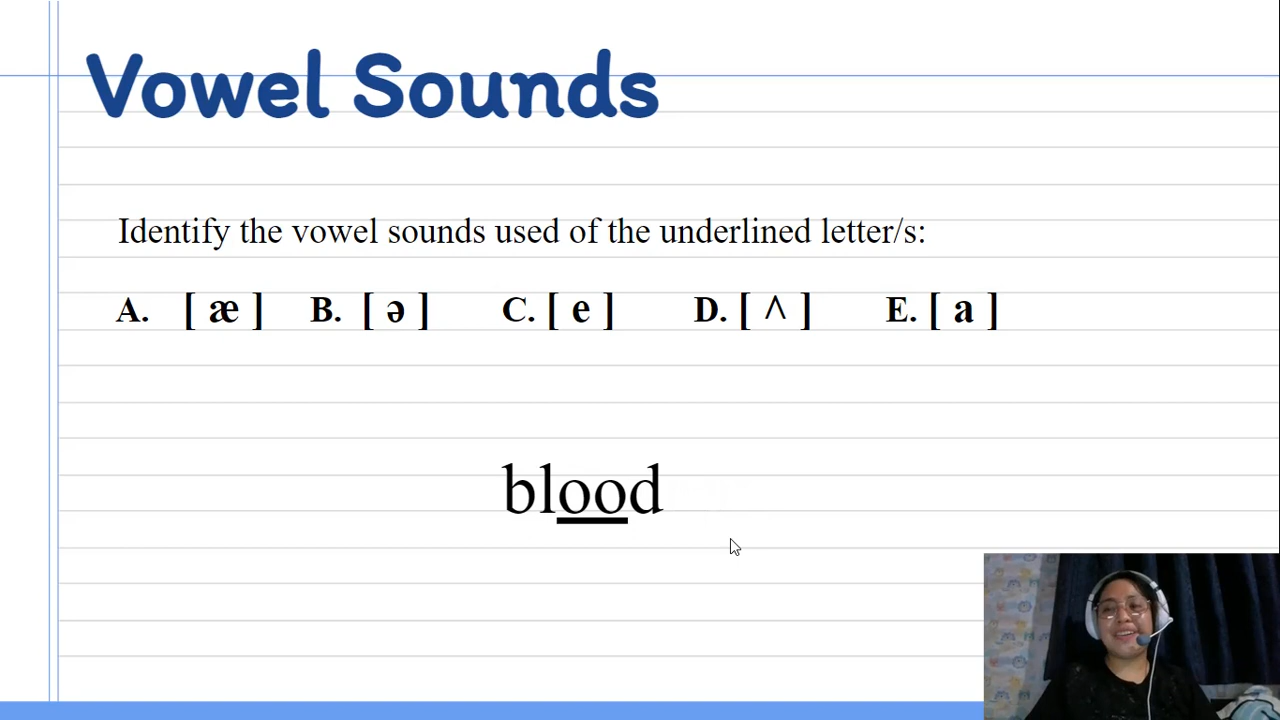 Vowel Sounds
Identify the vowel sounds used of the underlined letter/s:
A. [ æ ] B. [ ə ] C. [ e ] D. [ ^ ] E. [ a ]
blood